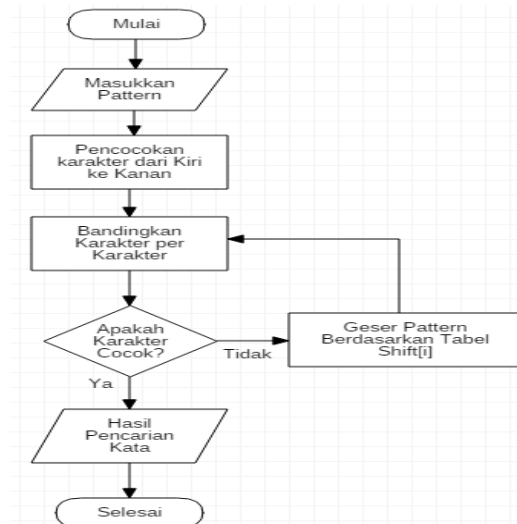 Mulai
Masukkan
Pattern
Pencocokan
karakter dari Kiri
ke Kanan
Bandingkan
Karakter per
Karakter
Apakah
Karakter
Cocok?
Tidak
Geser Pattern
Berdasarkan Tabel
Shift[i]
Ya
Hasil
Pencarian
Kata
Selesai